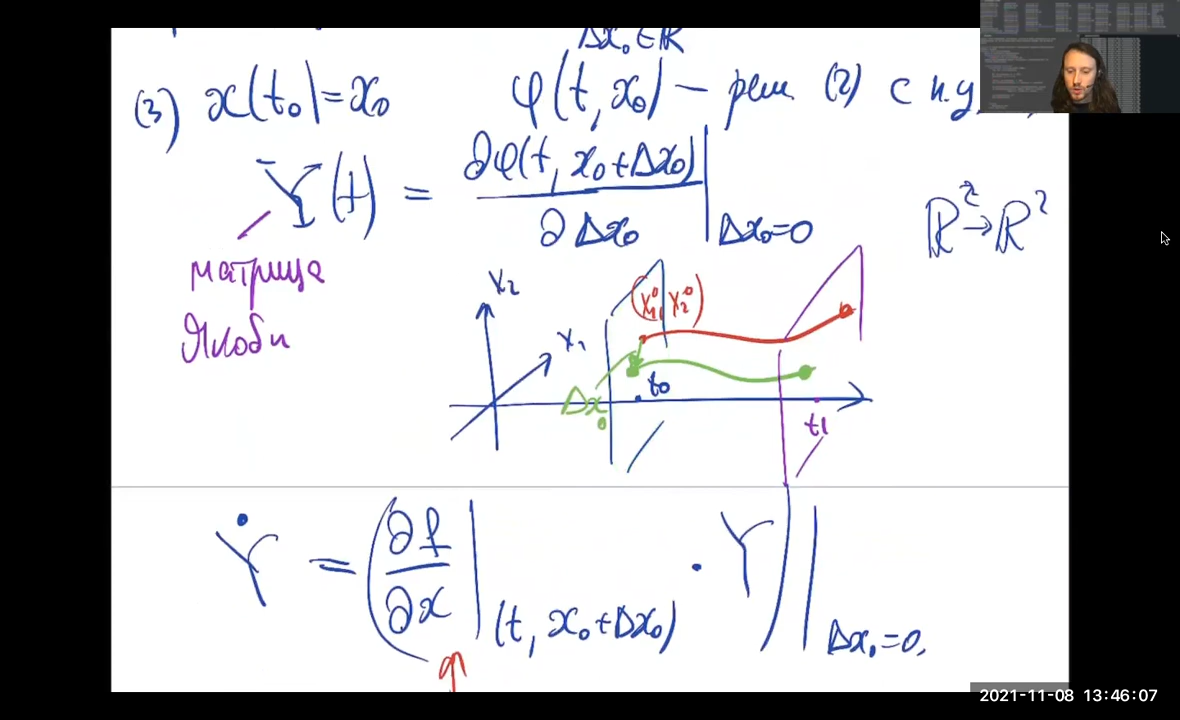 Δx₀ ∈ ℝ
(3) x(t₀)=x₀ φ(t, x₀) — реш (2) с н.у.
Y(t) = ∂φ(t, x₀+Δx₀) / ∂Δx₀ |Δx₀=0
ℝ² → ℝ²
матрица
Якоби
x₂
(x₁⁰, x₂⁰)
x₁
Δx₀
t₀
t₁
Ẏ = (∂f/∂x |(t, x₀+Δx₀) · Y) |Δx₀=0,
2021-11-08 13:46:07